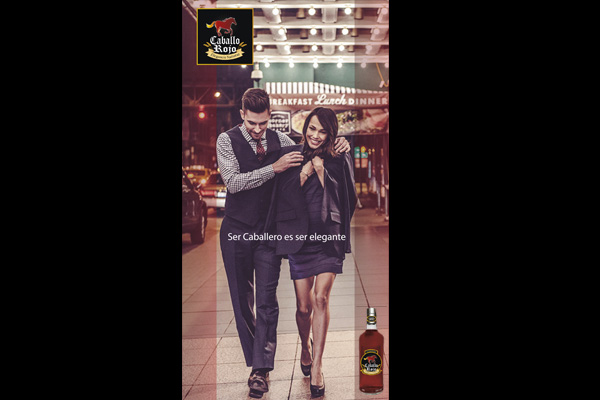 Caballo
Rojo
BREAKFAST Lunch DINNER
Ser Caballero es ser elegante
Caballo
Rojo